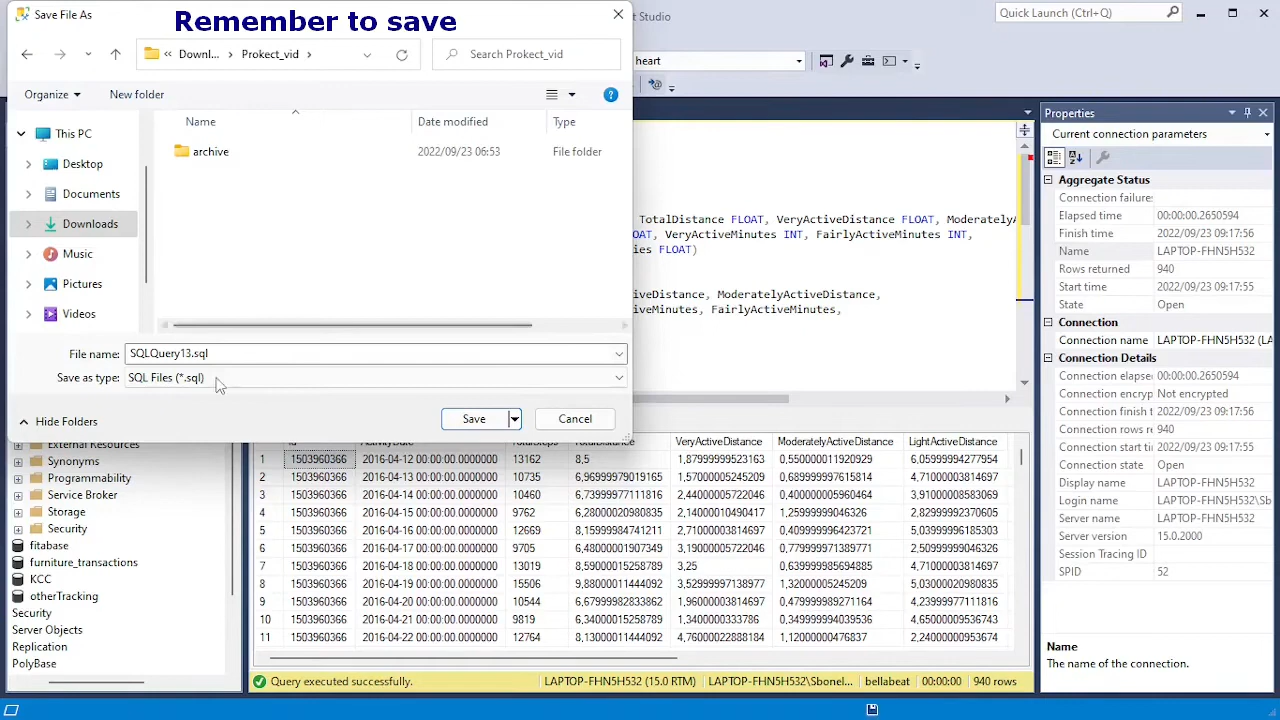 Save File As
Remember to save
t Studio
Quick Launch (Ctrl+Q)
« Downl... > Prokect_vid >
Search Prokect_vid
heart
Organize
New folder
Name
Date modified
Type
This PC
archive
2022/09/23 06:53
File folder
Desktop
Documents
Downloads
Music
Pictures
Videos
File name:
SQLQuery13.sql
Save as type:
SQL Files (*.sql)
Hide Folders
Save
Cancel
TotalDistance FLOAT, VeryActiveDistance FLOAT, ModeratelyA
OAT, VeryActiveMinutes INT, FairlyActiveMinutes INT,
ies FLOAT)
iveDistance, ModeratelyActiveDistance,
veMinutes, FairlyActiveMinutes,
Properties
Current connection parameters
Aggregate Status
Connection failure:
Elapsed time 00:00:00.2650594
Finish time 2022/09/23 09:17:56
Name LAPTOP-FHN5H532
Rows returned 940
Start time 2022/09/23 09:17:55
State Open
Connection
Connection name LAPTOP-FHN5H532 (LA
Connection Details
Connection elapse 00:00:00.2650594
Connection encryp Not encrypted
Connection finish t 2022/09/23 09:17:56
Connection rows r 940
Connection start ti 2022/09/23 09:17:55
Connection state Open
Display name LAPTOP-FHN5H532
Login name LAPTOP-FHN5H532\Sb
Server name LAPTOP-FHN5H532
Server version 15.0.2000
Session Tracing ID
SPID 52
Name
The name of the connection.
External Resources
Synonyms
Programmability
Service Broker
Storage
Security
fitabase
furniture_transactions
KCC
otherTracking
Security
Server Objects
Replication
PolyBase
Id ActivityDate TotalSteps TotalDistance VeryActiveDistance ModeratelyActiveDistance LightActiveDistance
1 1503960366 2016-04-12 00:00:00.0000000 13162 8,5 1,87999999523163 0,550000011920929 6,05999994277954
2 1503960366 2016-04-13 00:00:00.0000000 10735 6,96999979019165 1,57000005245209 0,689999997615814 4,71000003814697
3 1503960366 2016-04-14 00:00:00.0000000 10460 6,73999977111816 2,44000005722046 0,400000005960464 3,91000008583069
4 1503960366 2016-04-15 00:00:00.0000000 9762 6,28000020980835 2,14000010490417 1,25999999046326 2,82999992370605
5 1503960366 2016-04-16 00:00:00.0000000 12669 8,15999984741211 2,71000003814697 0,409999996423721 5,03999996185303
6 1503960366 2016-04-17 00:00:00.0000000 9705 6,48000001907349 3,19000005722046 0,779999971389771 2,50999999046326
7 1503960366 2016-04-18 00:00:00.0000000 13019 8,59000015258789 3,25 0,639999985694885 4,71000003814697
8 1503960366 2016-04-19 00:00:00.0000000 15506 9,88000011444092 3,52999997138977 1,32000005245209 5,03000020980835
9 1503960366 2016-04-20 00:00:00.0000000 10544 6,67999982833862 1,96000003814697 0,479999989271164 4,23999977111816
10 1503960366 2016-04-21 00:00:00.0000000 9819 6,34000015258789 1,3400000333786 0,349999994039536 4,65000009536743
11 1503960366 2016-04-22 00:00:00.0000000 12764 8,13000011444092 4,76000022888184 1,12000000476837 2,24000000953674
Query executed successfully.
LAPTOP-FHN5H532 (15.0 RTM)
LAPTOP-FHN5H532\Sbonel...
bellabeat
00:00:00
940 rows